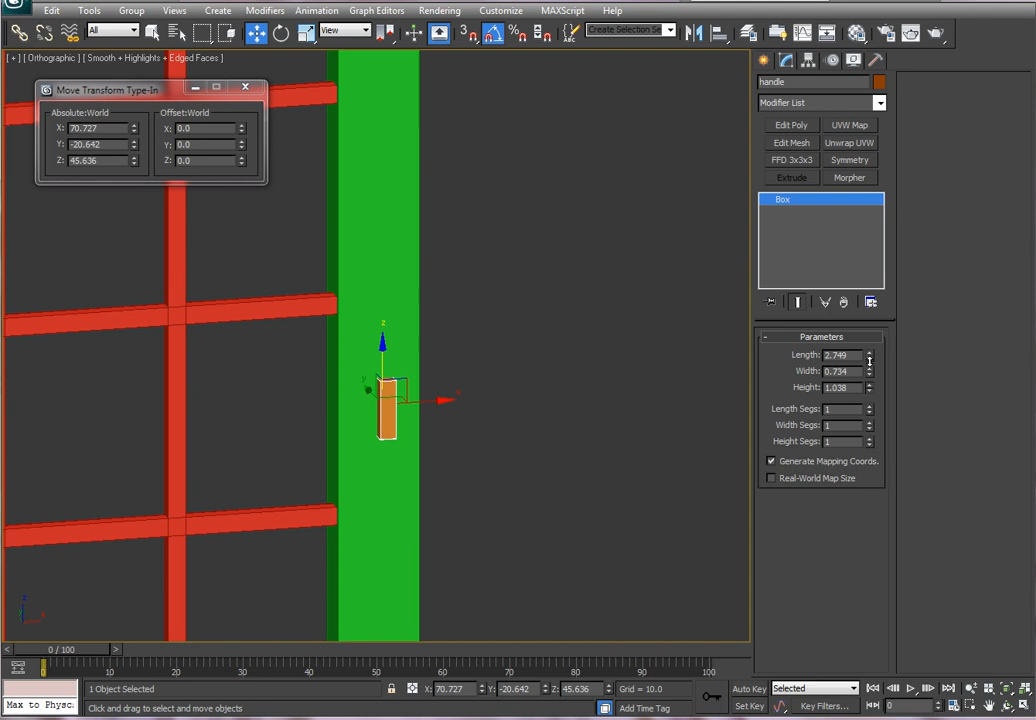 Edit Tools Group Views Create Modifiers Animation Graph Editors Rendering Customize MAXScript Help
All View Create Selection Se
[ + ] [ Orthographic ] [ Smooth + Highlights + Edged Faces ]
Move Transform Type-In
Absolute:World Offset:World
X: 70.727 X: 0.0
Y: -20.642 Y: 0.0
Z: 45.636 Z: 0.0
handle
Modifier List
Edit Poly UVW Map
Edit Mesh Unwrap UVW
FFD 3x3x3 Symmetry
Extrude Morpher
Box
- Parameters
Length: 2.749
Width: 0.734
Height: 1.038
Length Segs: 1
Width Segs: 1
Height Segs: 1
Generate Mapping Coords.
Real-World Map Size
z
y
x
< 0 / 100 >
0 10 20 30 40 50 60 70 80 90 100
1 Object Selected X: 70.727 Y: -20.642 Z: 45.636 Grid = 10.0 Auto Key Selected
Max to Physc Click and drag to select and move objects Add Time Tag Set Key Key Filters... 0